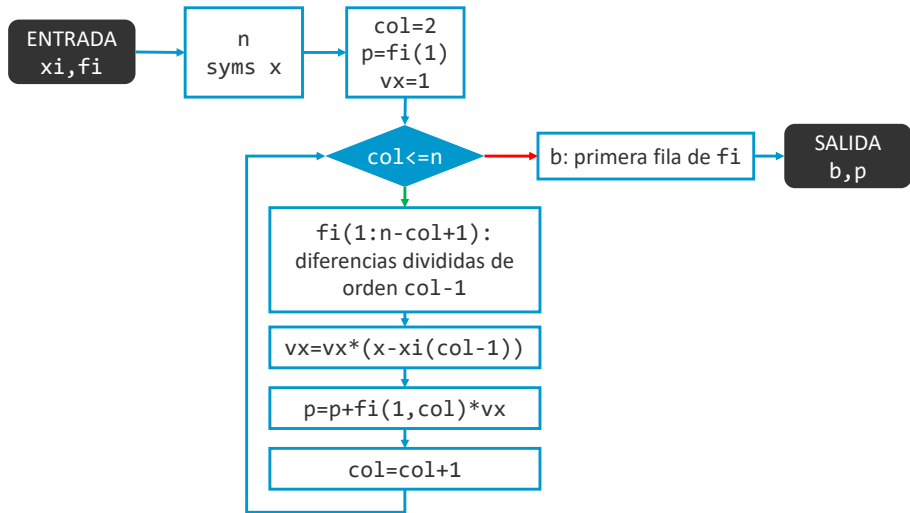 ENTRADA
xi,fi
n
syms x
col=2
p=fi(1)
vx=1
col<=n
b: primera fila de fi
SALIDA
b,p
fi(1:n-col+1):
diferencias divididas de
orden col-1
vx=vx*(x-xi(col-1))
p=p+fi(1,col)*vx
col=col+1